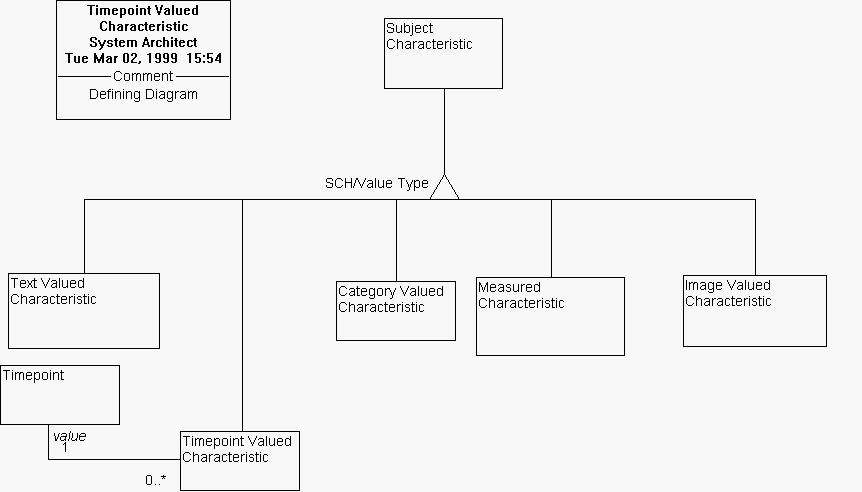 Timepoint Valued
Characteristic
System Architect
Tue Mar 02, 1999 15:54
Comment
Defining Diagram
Subject
Characteristic
SCH/Value Type
Text Valued
Characteristic
Category Valued
Characteristic
Measured
Characteristic
Image Valued
Characteristic
Timepoint
value
1
Timepoint Valued
Characteristic
0..*